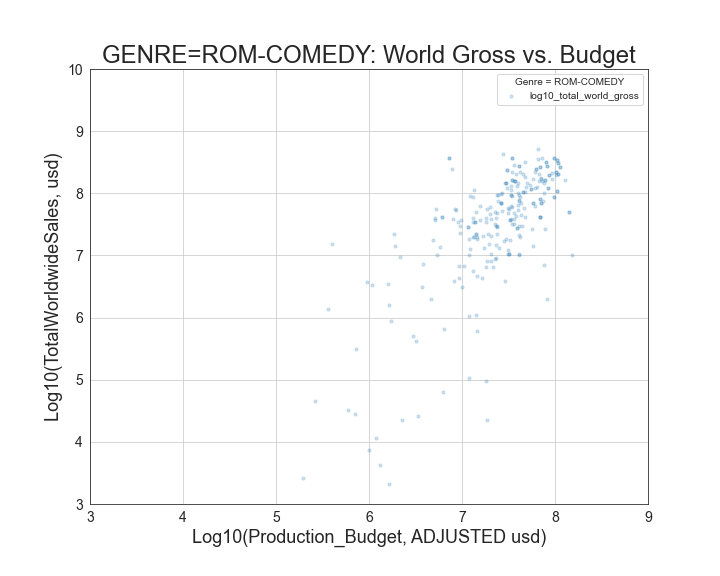 GENRE=ROM-COMEDY: World Gross vs. Budget
Genre = ROM-COMEDY
log10_total_world_gross
Log10(TotalWorldwideSales, usd)
10
9
8
7
6
5
4
3
3 4 5 6 7 8 9
Log10(Production_Budget, ADJUSTED usd)